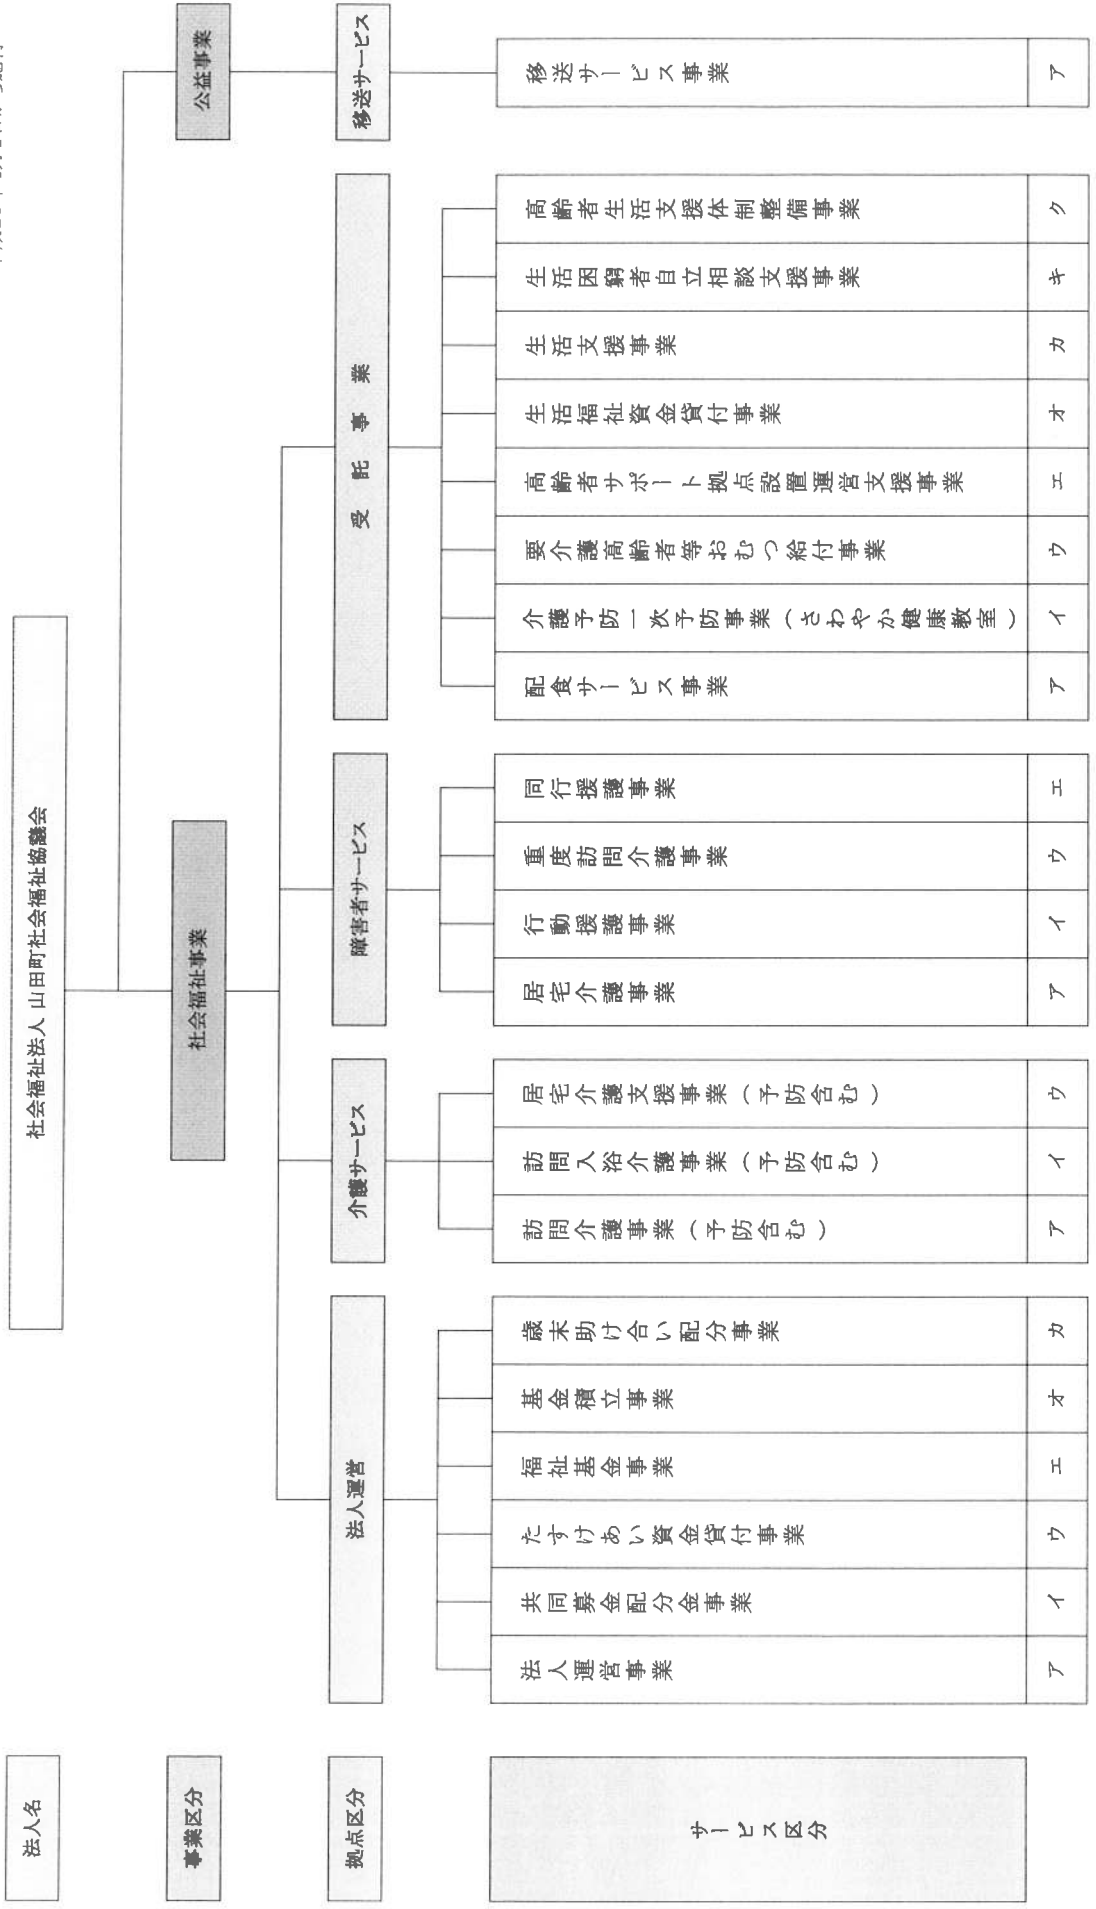 法人名
社会福祉法人 山田町社会福祉協議会
事業区分
社会福祉事業
公益事業
拠点区分
法人運営
介護サービス
障害者サービス
受託事業
移送サービス
サービス区分
法人運営事業
共同募金配分金事業
たすけあい資金貸付事業
福祉基金事業
基金積立事業
歳末助け合い配分事業
訪問介護事業(予防含む)
訪問入浴介護事業(予防含む)
居宅介護支援事業(予防含む)
居宅介護事業
行動援護事業
重度訪問介護事業
同行援護事業
配食サービス事業
介護予防一次予防事業(さわやか健康教室)
要介護高齢者等おむつ給付事業
高齢者サポート拠点設置運営支援事業
生活福祉資金貸付事業
生活支援事業
生活困窮者自立相談支援事業
高齢者生活支援体制整備事業
移送サービス事業
ア
イ
ウ
エ
オ
カ
ア
イ
ウ
ア
イ
ウ
エ
ア
イ
ウ
エ
オ
カ
キ
ク
ア